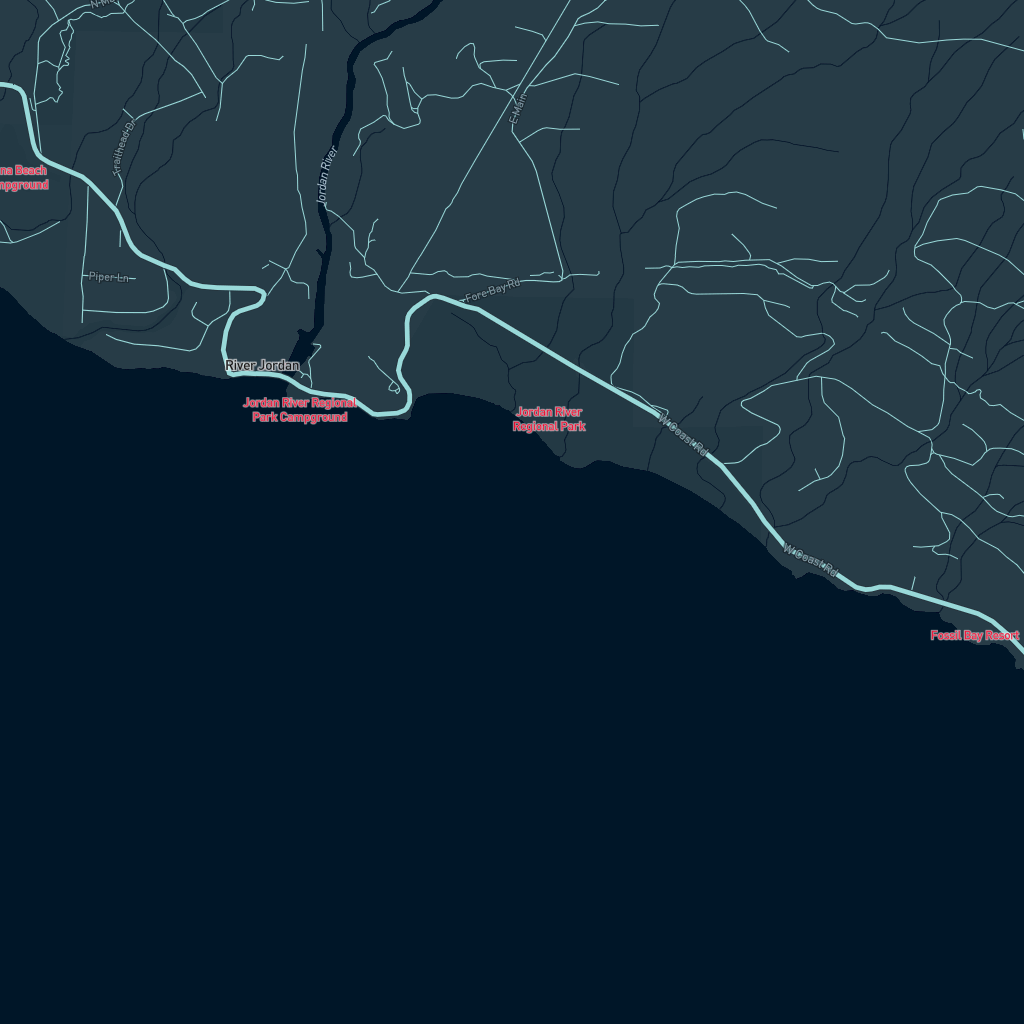 Trailhead Dr
Jordan River
E Main
na Beach
mpground
Piper Ln
Fore Bay Rd
River Jordan
Jordan River Regional
Park Campground
Jordan River
Regional Park
W Coast Rd
W Coast Rd
Fossil Bay Resort